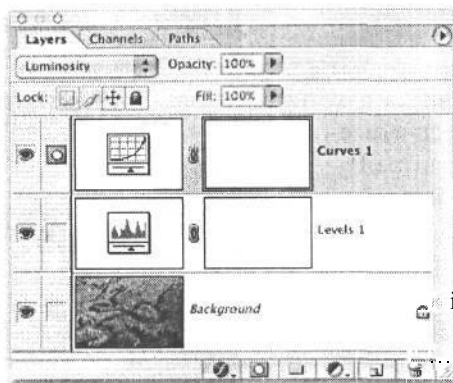 Layers Channels Paths
Luminosity Opacity: 100%
Lock: Fill: 100%
Curves 1
Levels 1
Background
i
...